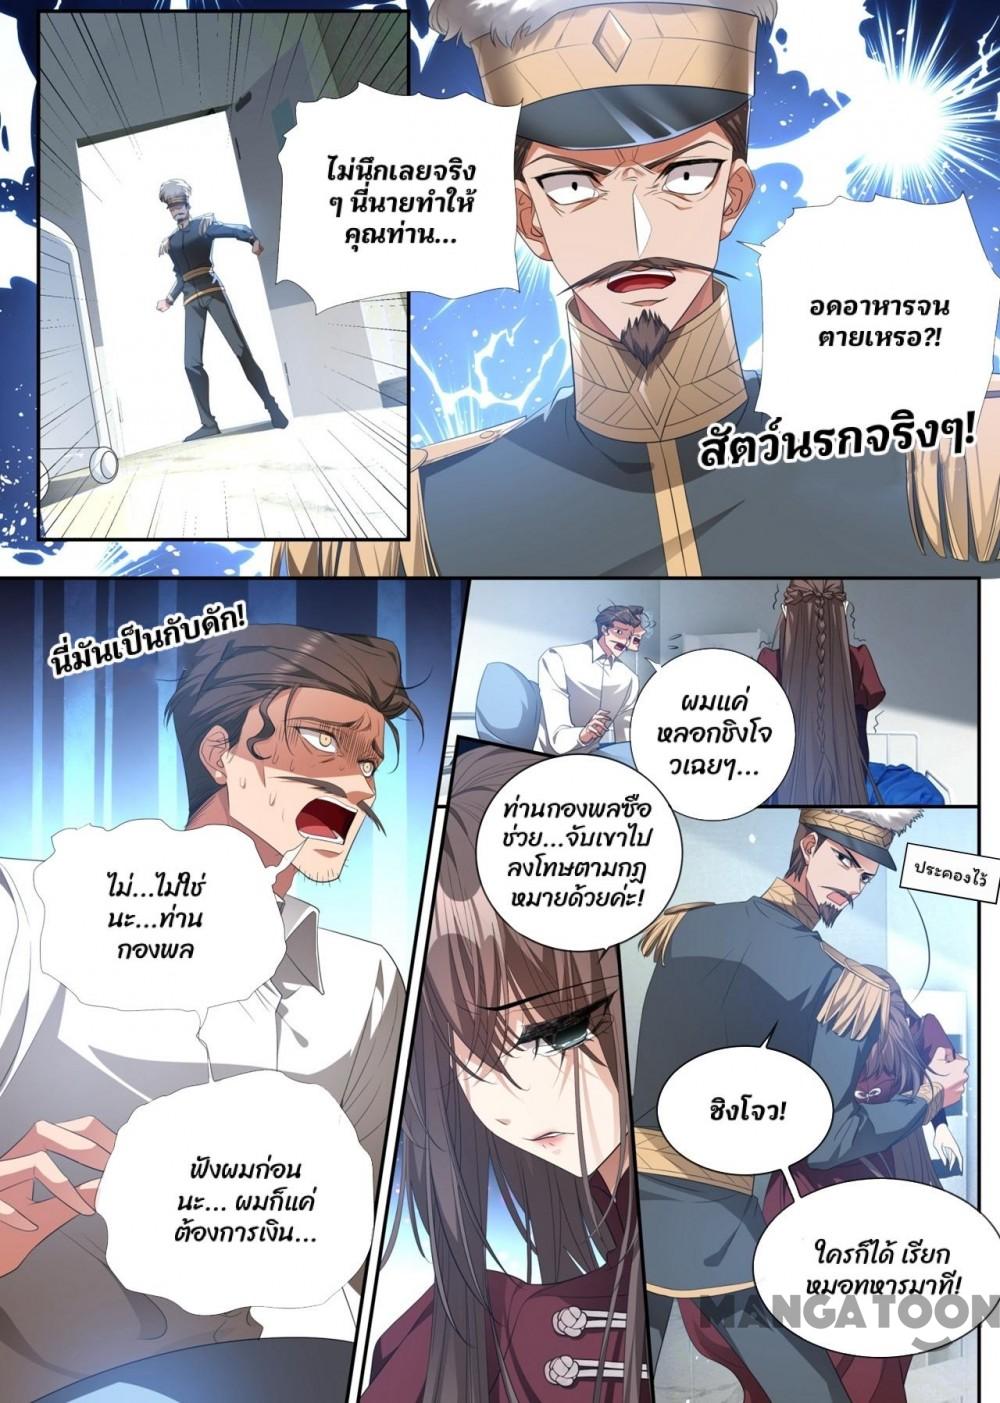 ไม่นึกเลยจริง
ๆ นี่นายทำให้
คุณท่าน...
อดอาหารจน
ตายเหรอ?!
สัตว์นรกจริงๆ!
นี่มันเป็นกับดัก!
ผมแค่
หลอกชิงโจ
วเฉยๆ...
ท่านกองพลซือ
ช่วย...จับเขาไป
ลงโทษตามกฎ
หมายด้วยค่ะ!
ไม่...ไม่ใช่
นะ...ท่าน
กองพล
ประคองไว้
ชิงโจว!
ฟังผมก่อน
นะ... ผมก็แค่
ต้องการเงิน...
ใครก็ได้ เรียก
หมอทหารมาที!
MANGATOON